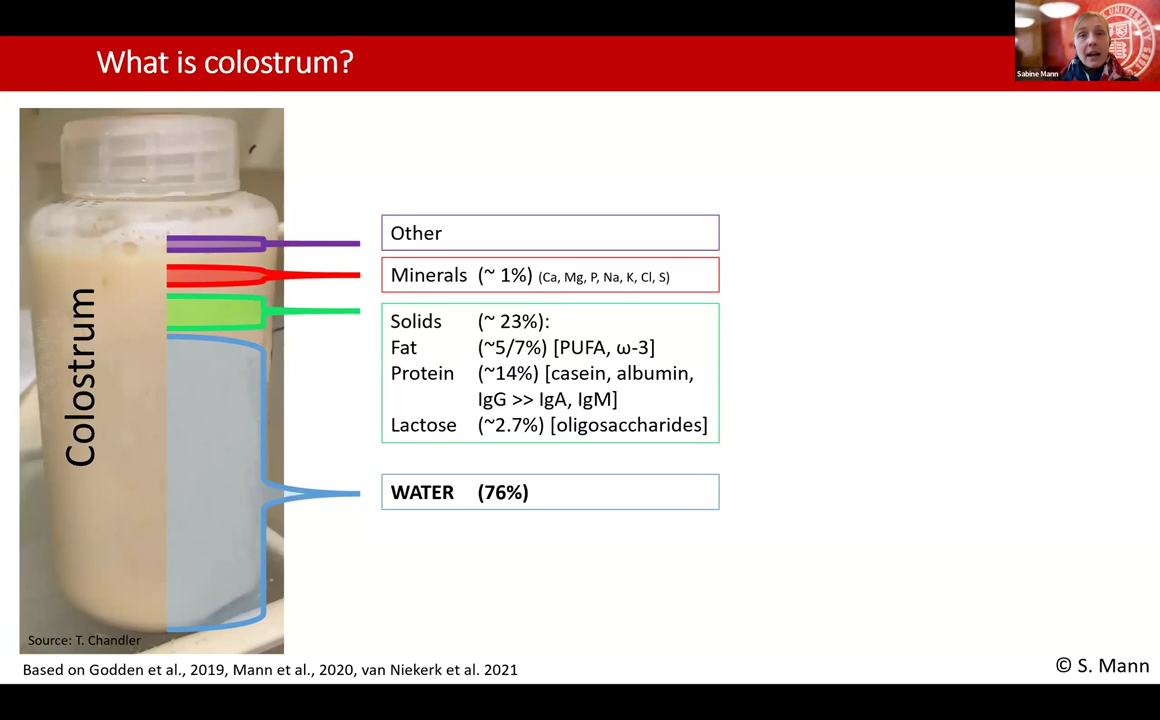 What is colostrum?
Sabine Mann
Colostrum
Other
Minerals (~ 1%) (Ca, Mg, P, Na, K, Cl, S)
Solids (~ 23%):
Fat (~5/7%) [PUFA, ω-3]
Protein (~14%) [casein, albumin,
IgG >> IgA, IgM]
Lactose (~2.7%) [oligosaccharides]
WATER (76%)
Source: T. Chandler
Based on Godden et al., 2019, Mann et al., 2020, van Niekerk et al. 2021
© S. Mann